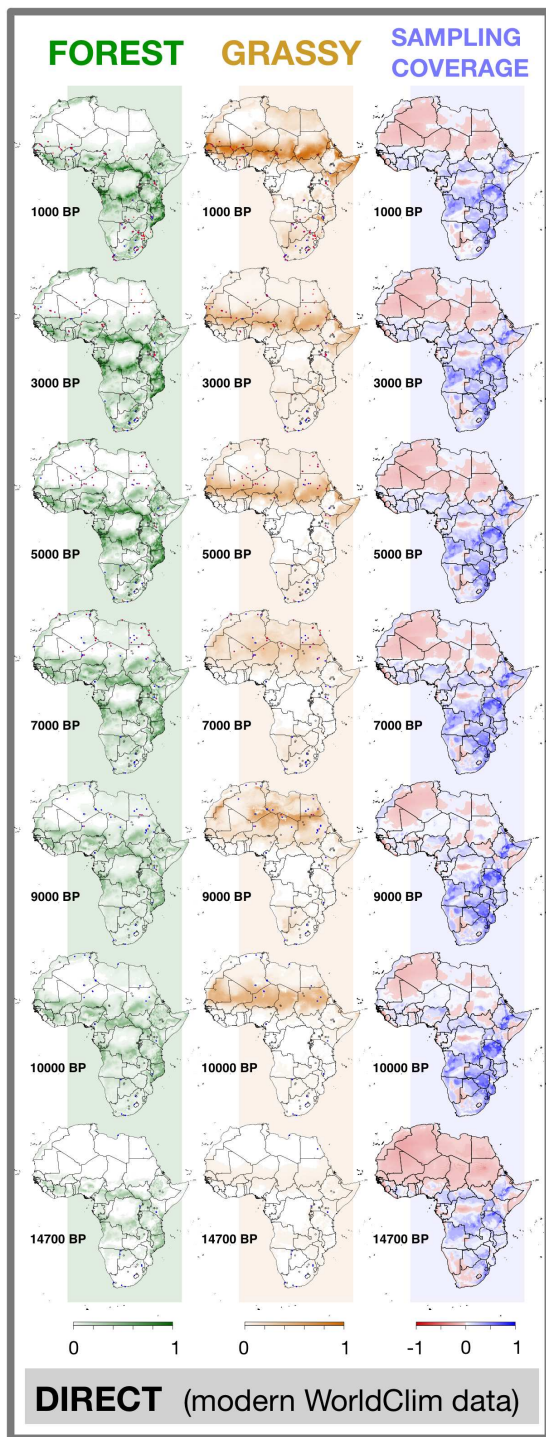 FOREST GRASSY SAMPLING
COVERAGE
1000 BP 1000 BP 1000 BP
3000 BP 3000 BP 3000 BP
5000 BP 5000 BP 5000 BP
7000 BP 7000 BP 7000 BP
9000 BP 9000 BP 9000 BP
10000 BP 10000 BP 10000 BP
14700 BP 14700 BP 14700 BP
0 1 0 1 -1 0 1
DIRECT (modern WorldClim data)